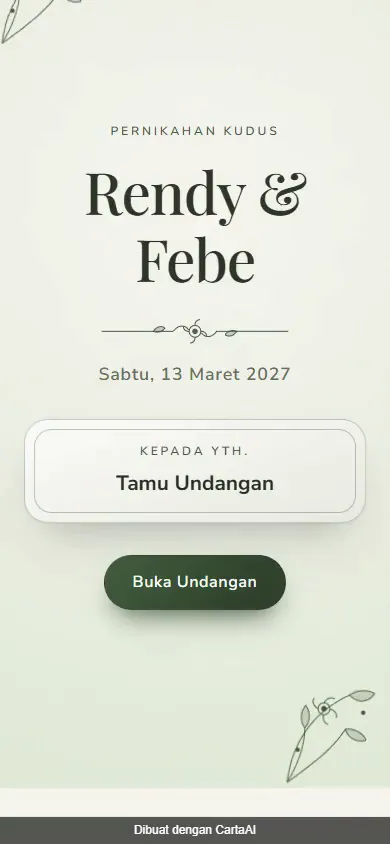 PERNIKAHAN KUDUS
Rendy &
Febe
Sabtu, 13 Maret 2027
KEPADA YTH.
Tamu Undangan
Buka Undangan
Dibuat dengan CartaAI